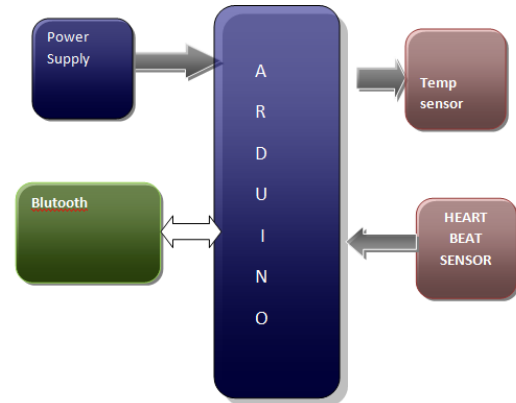 Power
Supply
A
R
D
U
I
N
O
Temp
sensor
Blutooth
HEART
BEAT
SENSOR